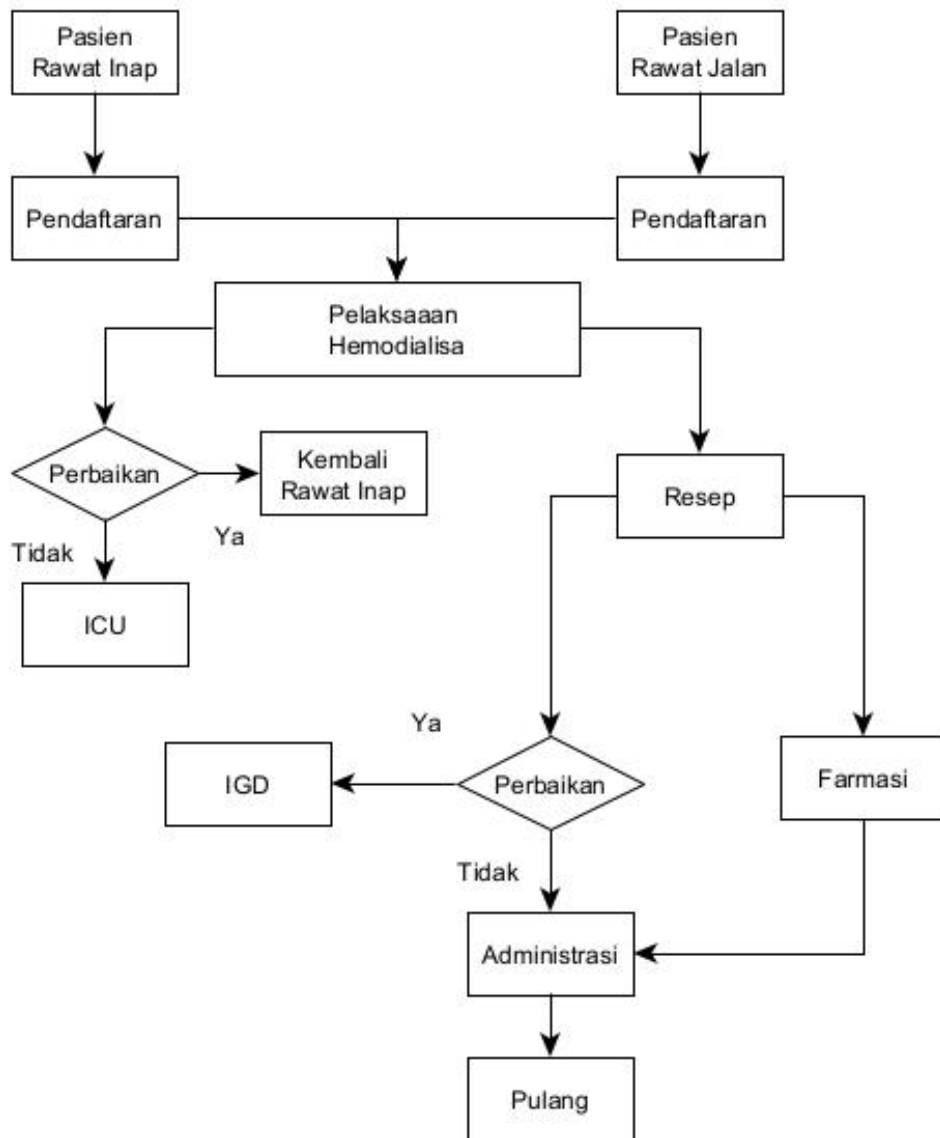 Pasien
Rawat Inap
Pasien
Rawat Jalan
Pendaftaran
Pendaftaran
Pelaksaaan
Hemodialisa
Perbaikan
Kembali
Rawat Inap
Ya
Tidak
ICU
Resep
Ya
IGD
Perbaikan
Farmasi
Tidak
Administrasi
Pulang